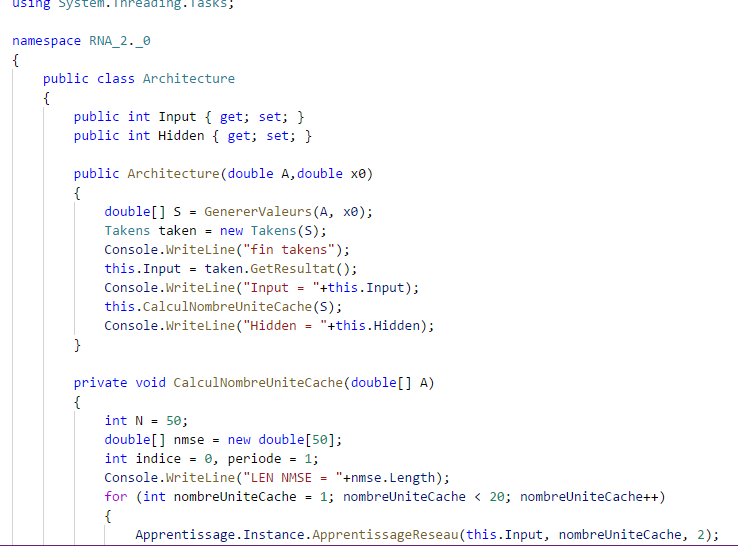 using System.Threading.Tasks;
namespace RNA_2._0
{
public class Architecture
{
public int Input { get; set; }
public int Hidden { get; set; }
public Architecture(double A,double x0)
{
double[] S = GenererValeurs(A, x0);
Takens taken = new Takens(S);
Console.WriteLine("fin takens");
this.Input = taken.GetResultat();
Console.WriteLine("Input = "+this.Input);
this.CalculNombreUniteCache(S);
Console.WriteLine("Hidden = "+this.Hidden);
}
private void CalculNombreUniteCache(double[] A)
{
int N = 50;
double[] nmse = new double[50];
int indice = 0, periode = 1;
Console.WriteLine("LEN NMSE = "+nmse.Length);
for (int nombreUniteCache = 1; nombreUniteCache < 20; nombreUniteCache++)
{
Apprentissage.Instance.ApprentissageReseau(this.Input, nombreUniteCache, 2);